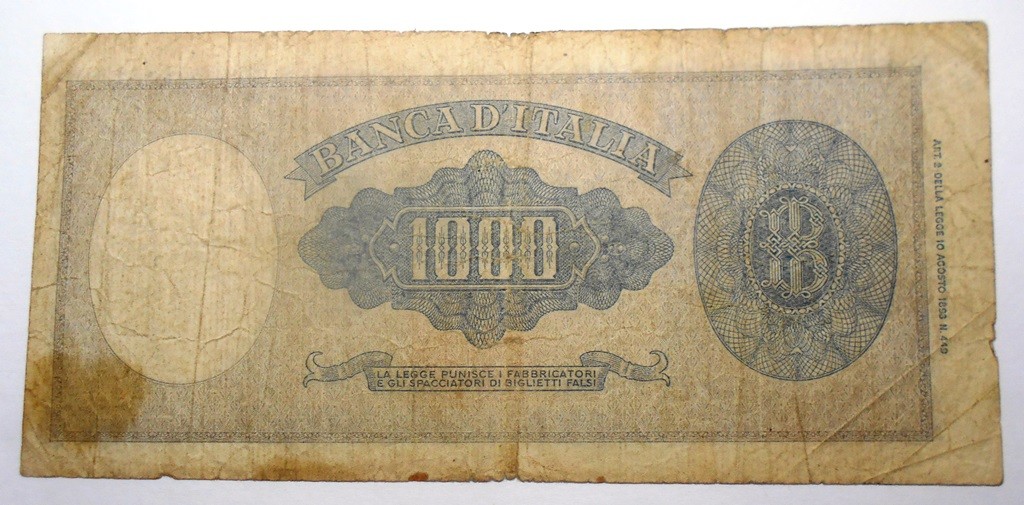 BANCA D'ITALIA
1000
LA LEGGE PUNISCE I FABBRICATORI
E GLI SPACCIATORI DI BIGLIETTI FALSI
ART. 2 DELLA LEGGE 10 AGOSTO 1893 N. 449